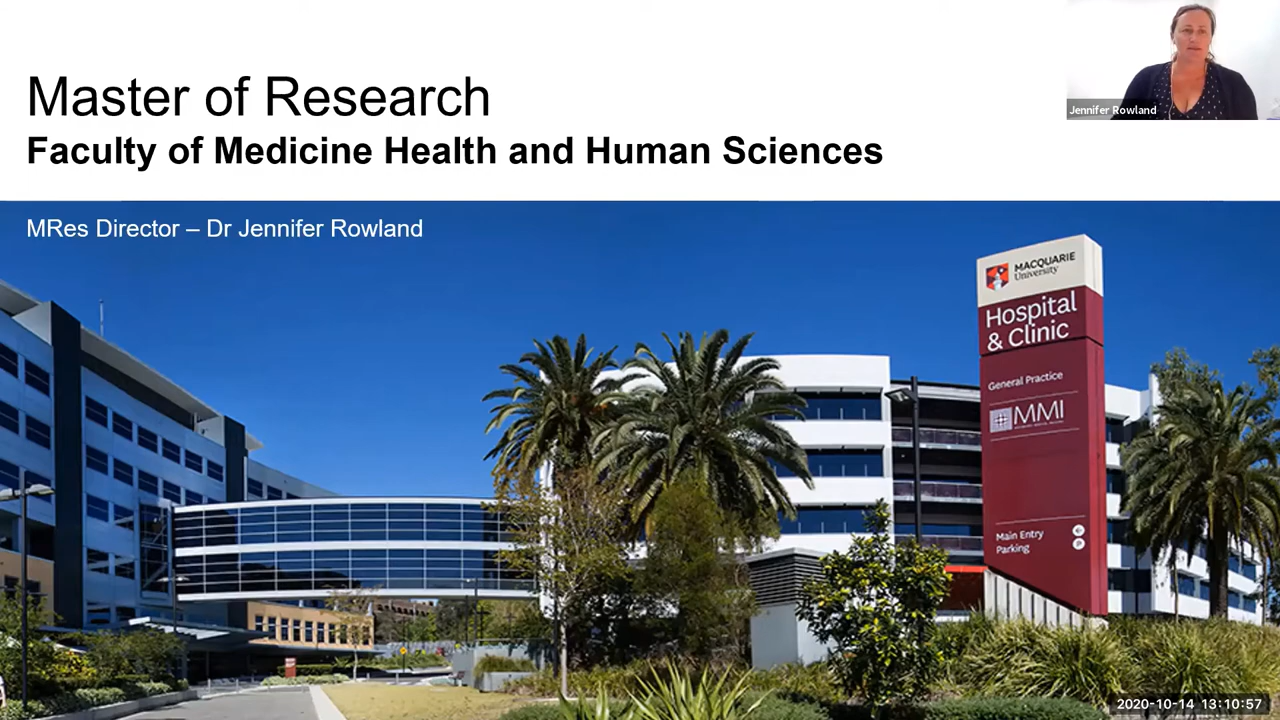 Master of Research
Faculty of Medicine Health and Human Sciences
Jennifer Rowland
MRes Director – Dr Jennifer Rowland
MACQUARIE
University
Hospital
& Clinic
General Practice
MMI
Main Entry
Parking
P
2020-10-14 13:10:57